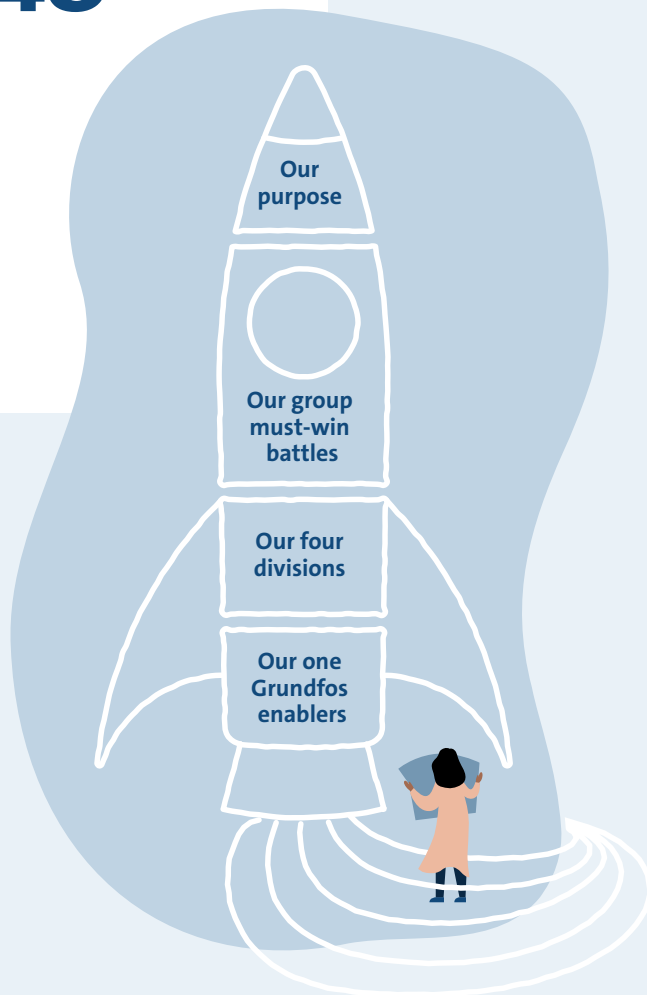 Our
purpose
Our group
must-win
battles
Our four
divisions
Our one
Grundfos
enablers